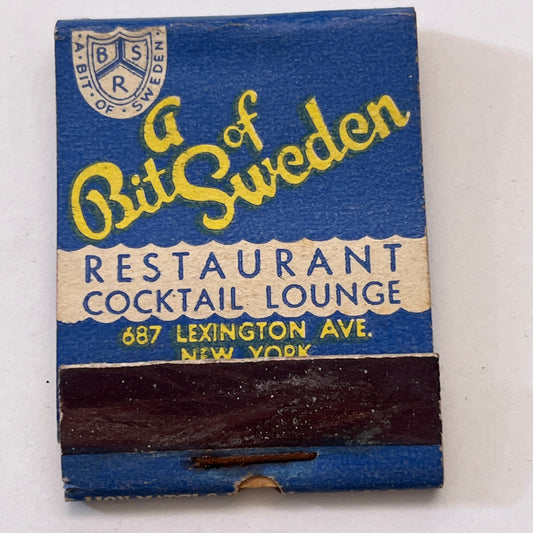 B S
R
A · BIT · OF · SWEDEN
a
Bit of
Sweden
RESTAURANT
COCKTAIL LOUNGE
687 LEXINGTON AVE.
NEW YORK